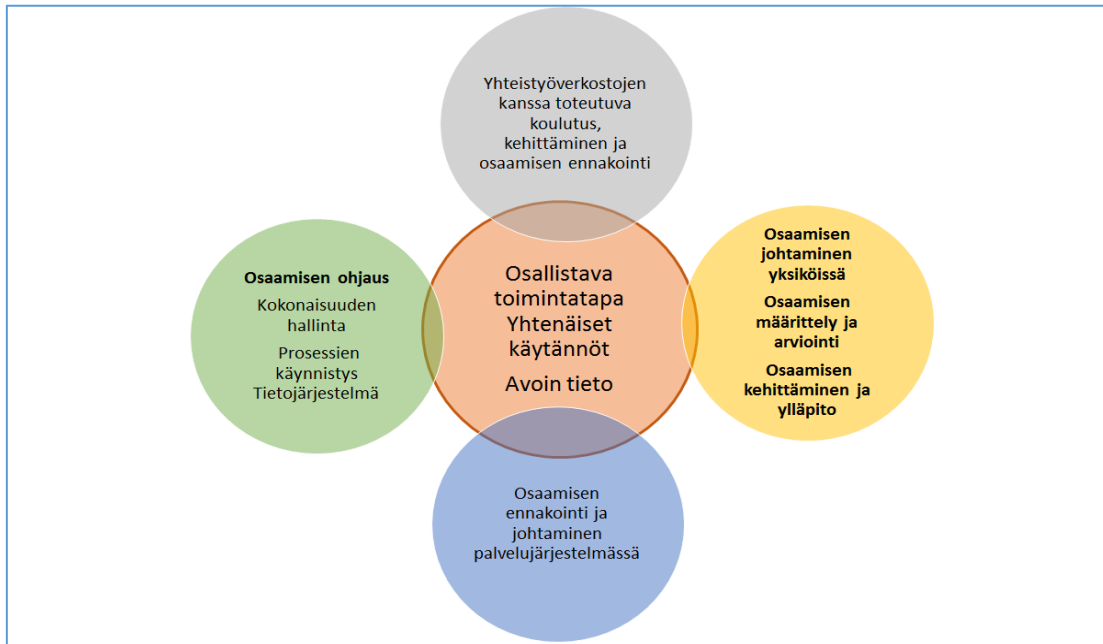 Yhteistyöverkostojen
kanssa toteutuva
koulutus,
kehittäminen ja
osaamisen ennakointi
Osaamisen ohjaus
Kokonaisuuden
hallinta
Prosessien
käynnistys
Tietojärjestelmä
Osallistava
toimintatapa
Yhtenäiset
käytännöt
Avoin tieto
Osaamisen
johtaminen
yksiköissä
Osaamisen
määrittely ja
arviointi
Osaamisen
kehittäminen ja
ylläpito
Osaamisen
ennakointi ja
johtaminen
palvelujärjestelmässä